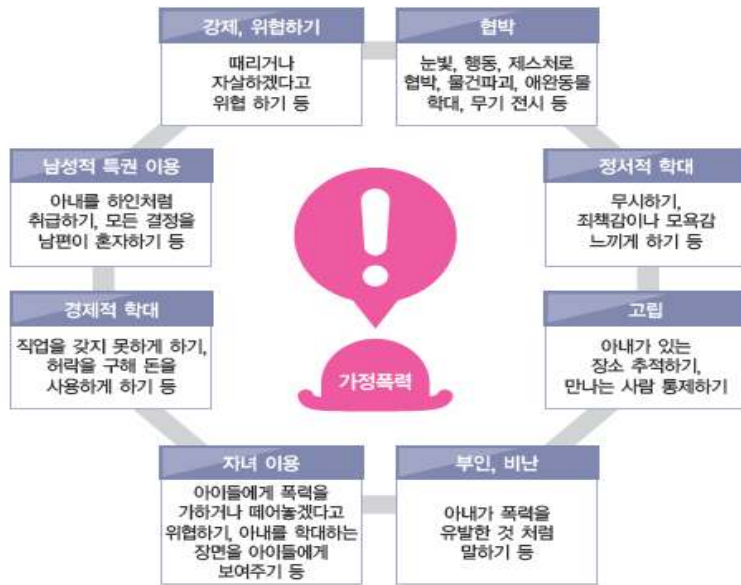 강제, 위협하기
때리거나
자살하겠다고
위협 하기 등
협박
눈빛, 행동, 제스처로
협박, 물건파괴, 애완동물
학대, 무기 전시 등
남성적 특권 이용
아내를 하인처럼
취급하기, 모든 결정을
남편이 혼자하기 등
정서적 학대
무시하기,
죄책감이나 모욕감
느끼게 하기 등
경제적 학대
직업을 갖지 못하게 하기,
허락을 구해 돈을
사용하게 하기 등
고립
아내가 있는
장소 추적하기,
만나는 사람 통제하기
가정폭력
자녀 이용
아이들에게 폭력을
가하거나 떼어놓겠다고
위협하기, 아내를 학대하는
장면을 아이들에게
보여주기 등
부인, 비난
아내가 폭력을
유발한 것 처럼
말하기 등